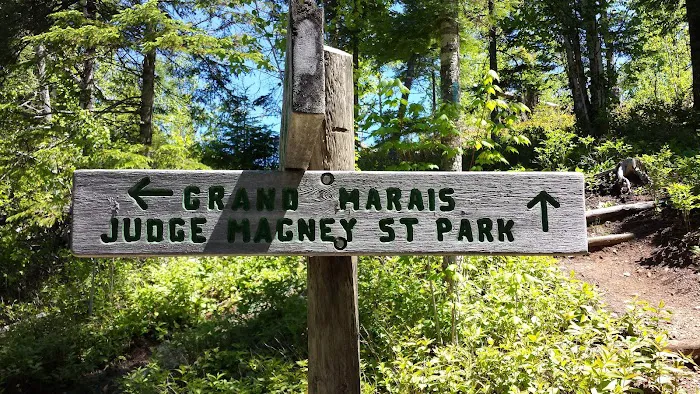 ← GRAND MARAIS
JUDGE MAGNEY ST PARK ↑